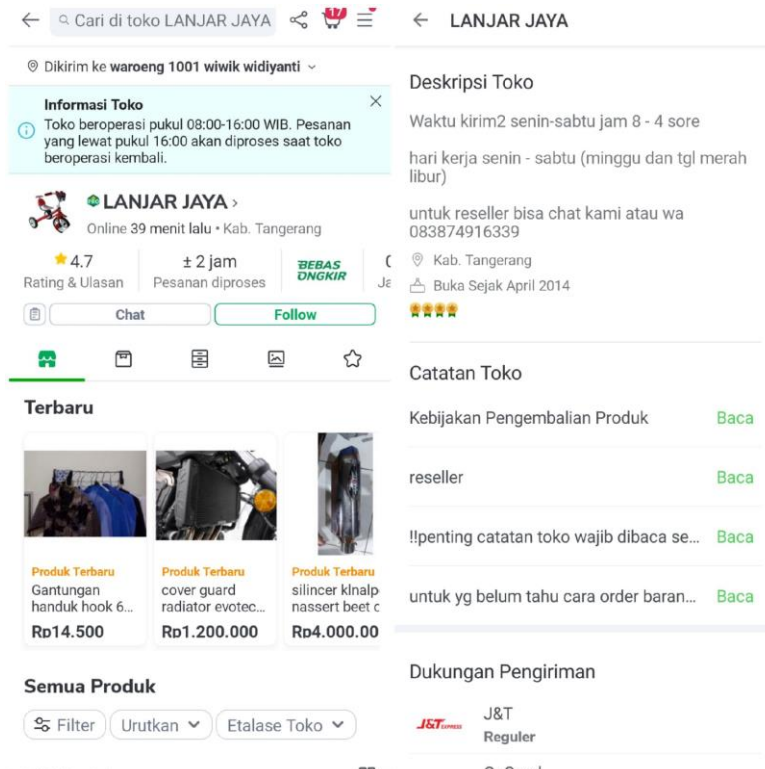 Cari di toko LANJAR JAYA
17
Dikirim ke waroeng 1001 wiwik widiyanti
Informasi Toko
Toko beroperasi pukul 08:00-16:00 WIB. Pesanan
yang lewat pukul 16:00 akan diproses saat toko
beroperasi kembali.
LANJAR JAYA
Online 39 menit lalu • Kab. Tangerang
4.7
Rating & Ulasan
± 2 jam
Pesanan diproses
BEBAS
ONGKIR
Ja
Chat
Follow
Terbaru
Produk Terbaru
Gantungan
handuk hook 6...
Rp14.500
Produk Terbaru
cover guard
radiator evotec...
Rp1.200.000
Produk Terbaru
silincer klnalp
nassert beet
Rp4.000.00
Semua Produk
Filter
Urutkan
Etalase Toko
LANJAR JAYA
Deskripsi Toko
Waktu kirim2 senin-sabtu jam 8 - 4 sore
hari kerja senin - sabtu (minggu dan tgl merah
libur)
untuk reseller bisa chat kami atau wa
083874916339
Kab. Tangerang
Buka Sejak April 2014
Catatan Toko
Kebijakan Pengembalian Produk Baca
reseller Baca
!!penting catatan toko wajib dibaca se... Baca
untuk yg belum tahu cara order baran... Baca
Dukungan Pengiriman
J&T EXPRESS
J&T
Reguler